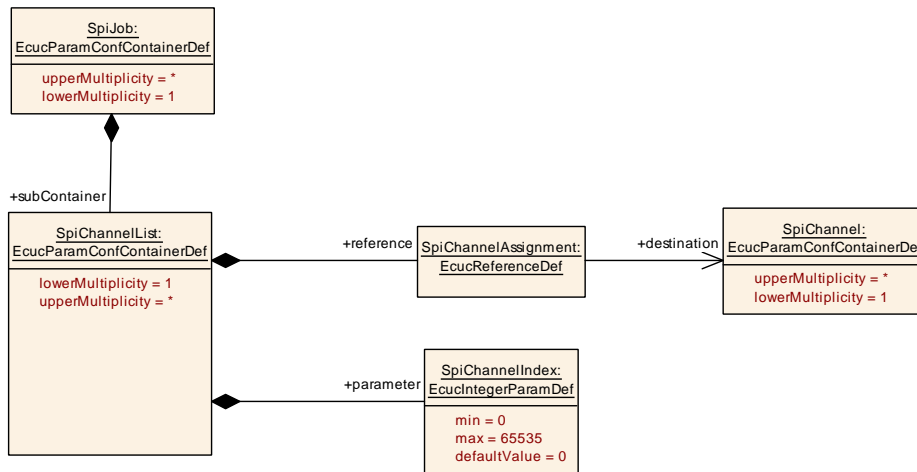 SpiJob:
EcucParamConfContainerDef
upperMultiplicity = *
lowerMultiplicity = 1
+subContainer
SpiChannelList:
EcucParamConfContainerDef
lowerMultiplicity = 1
upperMultiplicity = *
+reference
SpiChannelAssignment:
EcucReferenceDef
+destination
SpiChannel:
EcucParamConfContainerDef
upperMultiplicity = *
lowerMultiplicity = 1
+parameter
SpiChannelIndex:
EcucIntegerParamDef
min = 0
max = 65535
defaultValue = 0